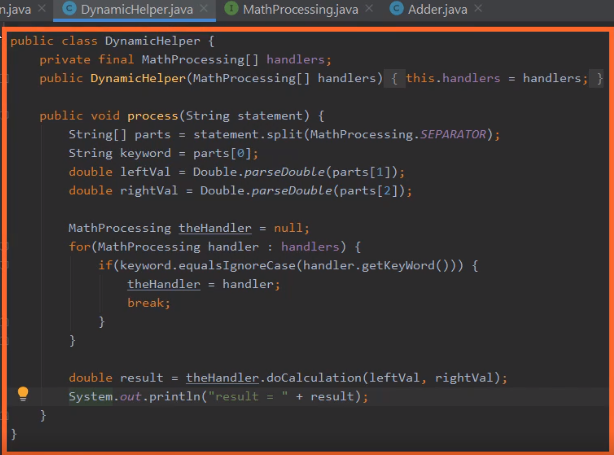 n.java × DynamicHelper.java × MathProcessing.java × Adder.java ×
public class DynamicHelper {
    private final MathProcessing[] handlers;
    public DynamicHelper(MathProcessing[] handlers) { this.handlers = handlers; }
    public void process(String statement) {
        String[] parts = statement.split(MathProcessing.SEPARATOR);
        String keyword = parts[0];
        double leftVal = Double.parseDouble(parts[1]);
        double rightVal = Double.parseDouble(parts[2]);
        MathProcessing theHandler = null;
        for(MathProcessing handler : handlers) {
            if(keyword.equalsIgnoreCase(handler.getKeyWord())) {
                theHandler = handler;
                break;
            }
        }
        double result = theHandler.doCalculation(leftVal, rightVal);
        System.out.println("result = " + result);
    }
}